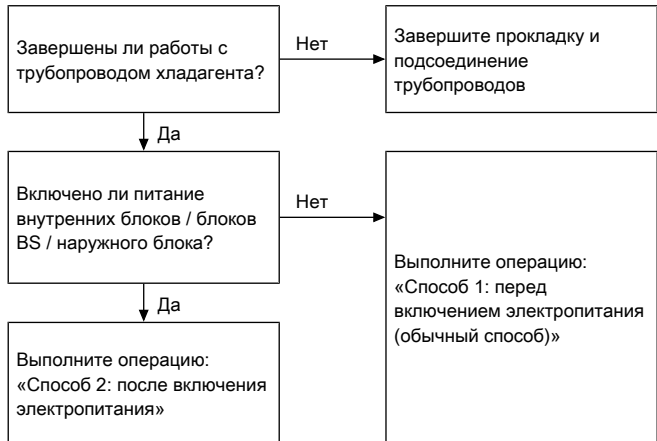 Завершены ли работы с
трубопроводом хладагента?
Нет
Завершите прокладку и
подсоединение
трубопроводов
Да
Включено ли питание
внутренних блоков / блоков
BS / наружного блока?
Нет
Выполните операцию:
«Способ 1: перед
включением электропитания
(обычный способ)»
Да
Выполните операцию:
«Способ 2: после включения
электропитания»